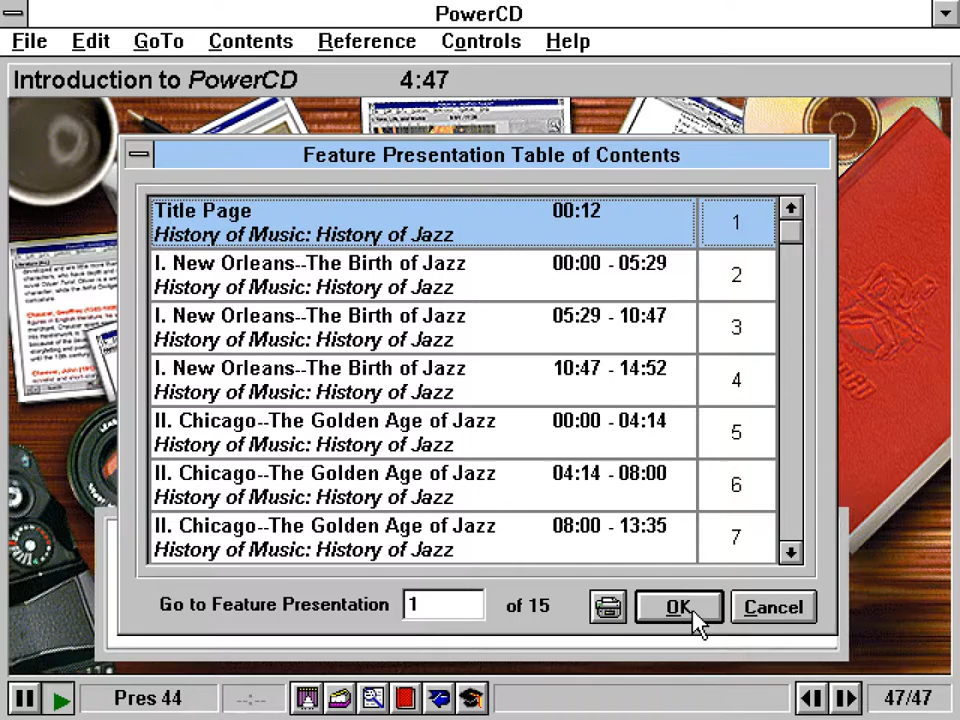 PowerCD
File Edit GoTo Contents Reference Controls Help
Introduction to PowerCD 4:47
Feature Presentation Table of Contents
Title Page 00:12 1
History of Music: History of Jazz
I. New Orleans--The Birth of Jazz 00:00 - 05:29 2
History of Music: History of Jazz
I. New Orleans--The Birth of Jazz 05:29 - 10:47 3
History of Music: History of Jazz
I. New Orleans--The Birth of Jazz 10:47 - 14:52 4
History of Music: History of Jazz
II. Chicago--The Golden Age of Jazz 00:00 - 04:14 5
History of Music: History of Jazz
II. Chicago--The Golden Age of Jazz 04:14 - 08:00 6
History of Music: History of Jazz
II. Chicago--The Golden Age of Jazz 08:00 - 13:35 7
History of Music: History of Jazz
Go to Feature Presentation 1 of 15 OK Cancel
Pres 44 --:-- 47/47